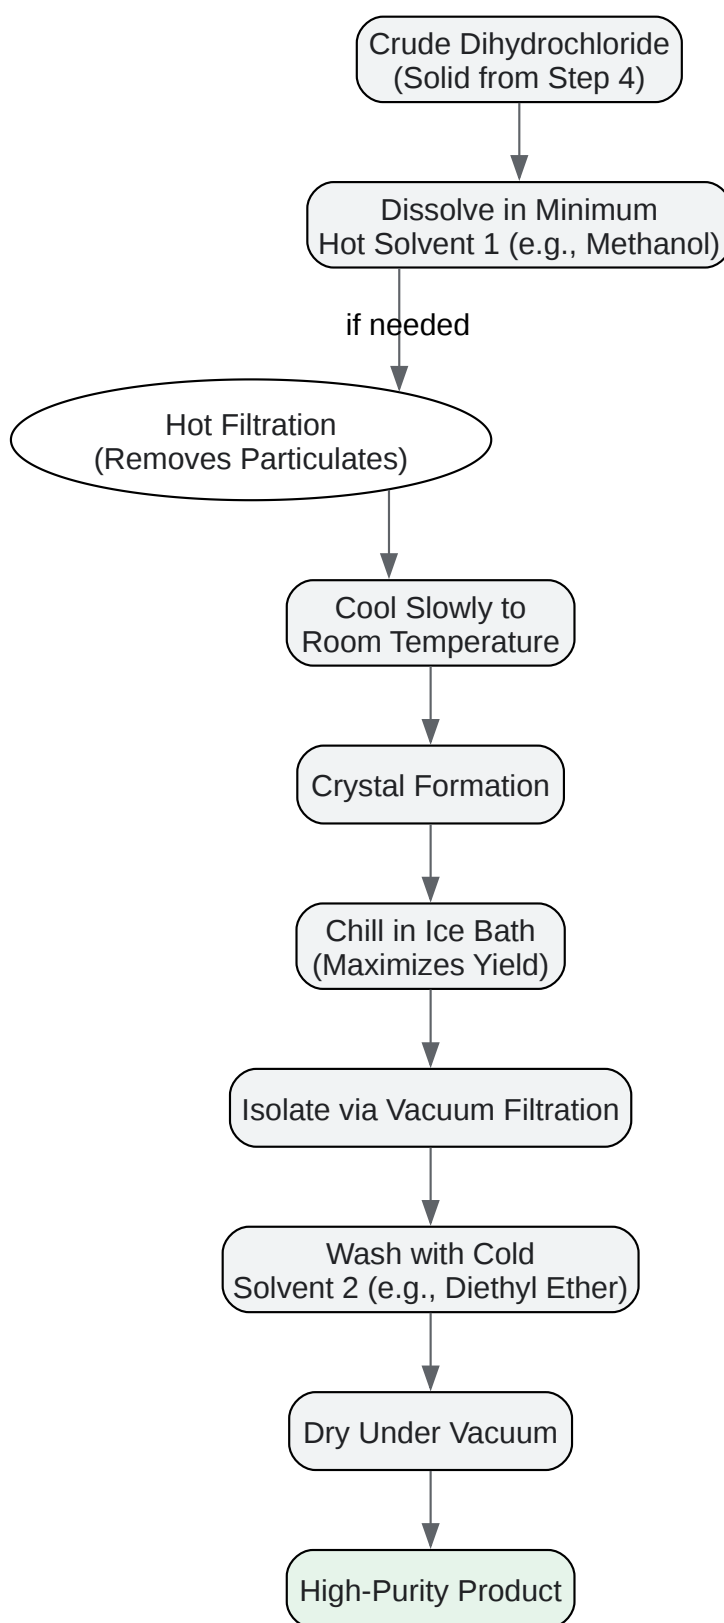 Crude Dihydrochloride
(Solid from Step 4)
Dissolve in Minimum
Hot Solvent 1 (e.g., Methanol)
if needed
Hot Filtration
(Removes Particulates)
Cool Slowly to
Room Temperature
Crystal Formation
Chill in Ice Bath
(Maximizes Yield)
Isolate via Vacuum Filtration
Wash with Cold
Solvent 2 (e.g., Diethyl Ether)
Dry Under Vacuum
High-Purity Product